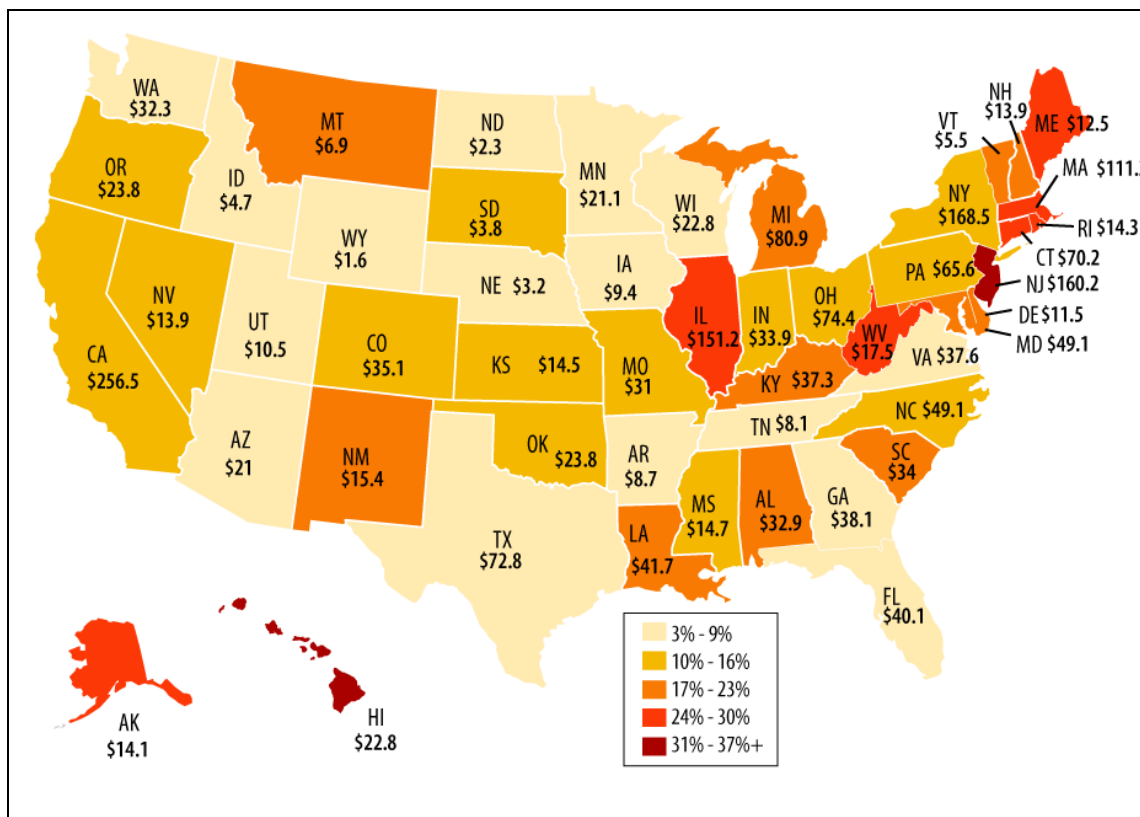 WA
$32.3
OR
$23.8
CA
$256.5
NV
$13.9
ID
$4.7
MT
$6.9
WY
$1.6
UT
$10.5
AZ
$21
CO
$35.1
NM
$15.4
ND
$2.3
SD
$3.8
NE $3.2
KS $14.5
OK
$23.8
TX
$72.8
MN
$21.1
IA
$9.4
MO
$31
AR
$8.7
LA
$41.7
WI
$22.8
IL
$151.2
MI
$80.9
IN
$33.9
OH
$74.4
KY $37.3
TN $8.1
MS
$14.7
AL
$32.9
GA
$38.1
FL
$40.1
SC
$34
NC $49.1
VA $37.6
WV
$17.5
PA $65.6
NY
$168.5
VT
$5.5
NH
$13.9
ME $12.5
MA $111.
RI $14.3
CT $70.2
NJ $160.2
DE $11.5
MD $49.1
AK
$14.1
HI
$22.8
3% - 9%
10% - 16%
17% - 23%
24% - 30%
31% - 37%+